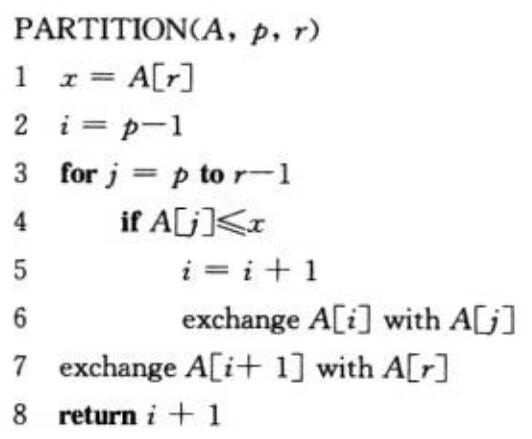 PARTITION(A, p, r)
1 x = A[r]
2 i = p−1
3 for j = p to r−1
4 if A[j]⩽x
5 i = i + 1
6 exchange A[i] with A[j]
7 exchange A[i+ 1] with A[r]
8 return i + 1